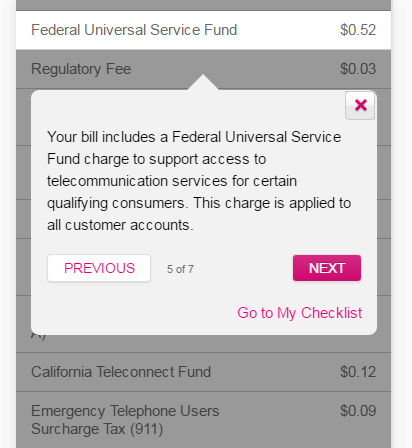 Federal Universal Service Fund $0.52
Regulatory Fee $0.03
Your bill includes a Federal Universal Service
Fund charge to support access to
telecommunication services for certain
qualifying consumers. This charge is applied to
all customer accounts.
PREVIOUS 5 of 7 NEXT
Go to My Checklist
A)
California Teleconnect Fund $0.12
Emergency Telephone Users $0.09
Surcharge Tax (911)